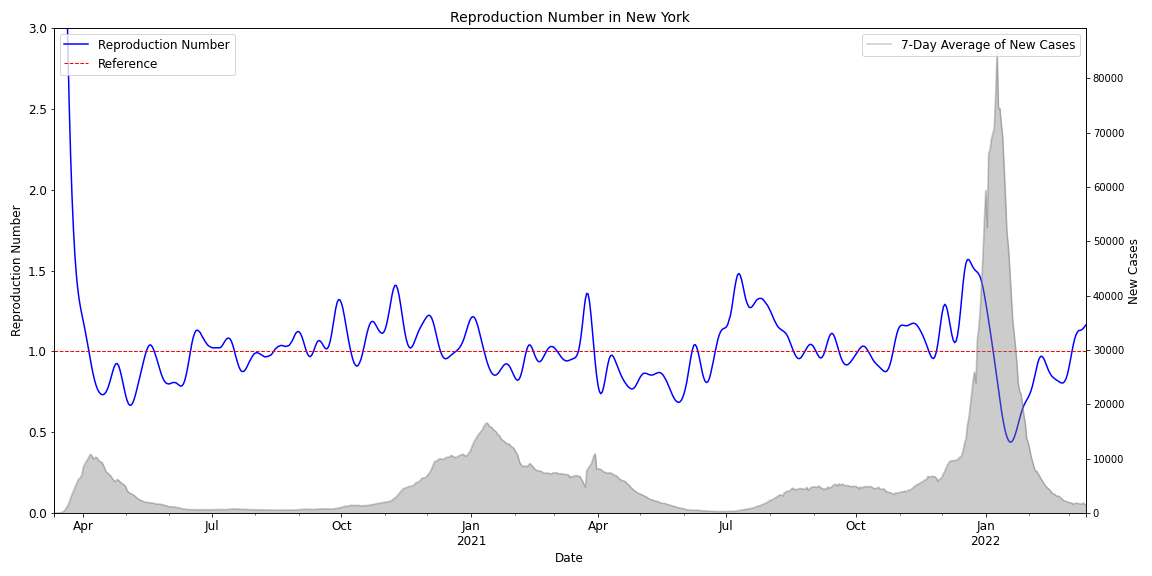 Reproduction Number in New York
Reproduction Number
Reference
7-Day Average of New Cases
3.0
2.5
2.0
1.5
1.0
0.5
0.0
Reproduction Number
80000
70000
60000
50000
40000
30000
20000
10000
0
New Cases
Apr Jul Oct Jan Apr Jul Oct Jan
2021 2022
Date